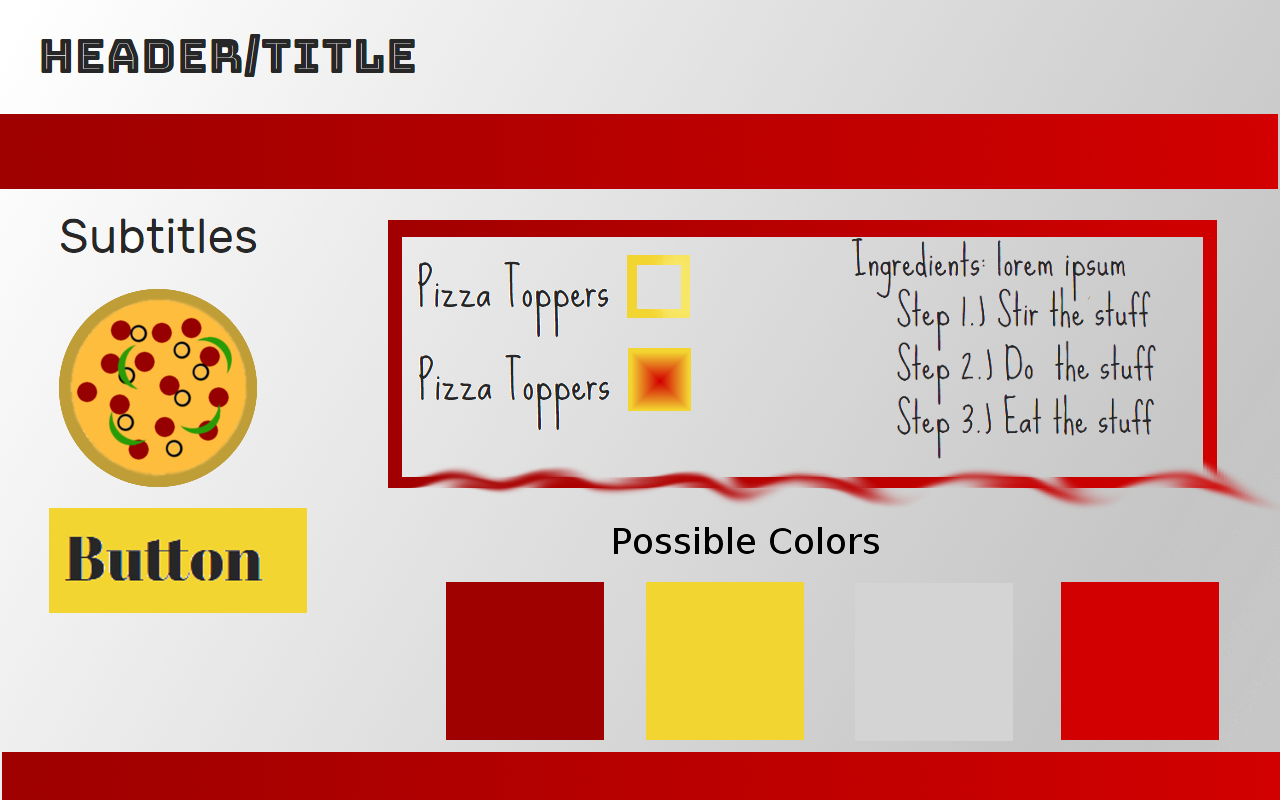 HEADER/TITLE
Subtitles
Pizza Toppers
Pizza Toppers
Ingredients: lorem ipsum
Step 1.) Stir the stuff
Step 2.) Do the stuff
Step 3.) Eat the stuff
Button
Possible Colors